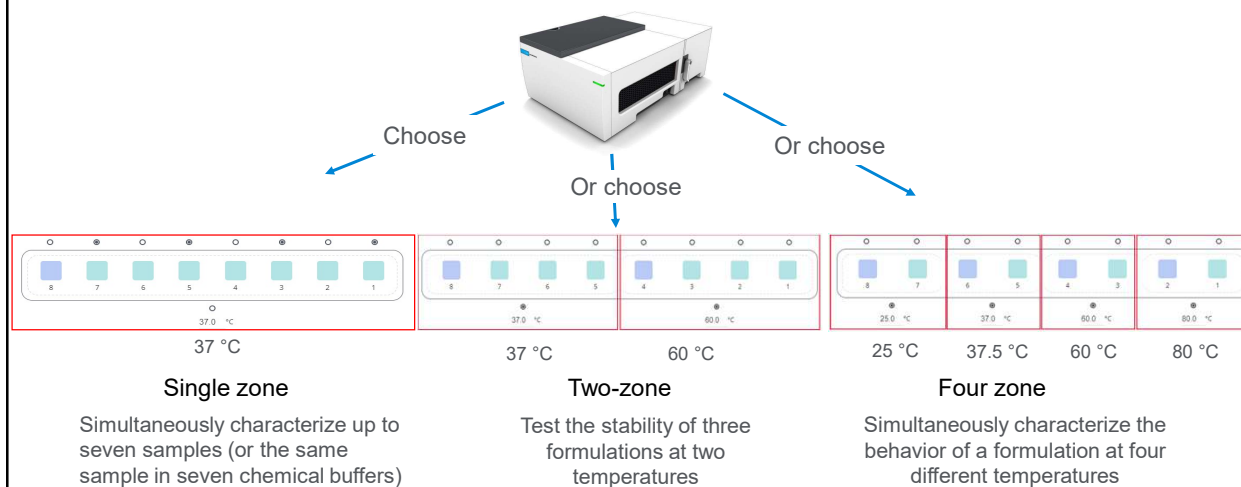 Choose
Or choose
Or choose
8 7 6 5 4 3 2 1
37.0 °C
8 7 6 5
37.0 °C
4 3 2 1
60.0 °C
8 7
25.0 °C
6 5
37.0 °C
4 3
60.0 °C
2 1
80.0 °C
37 °C
37 °C
60 °C
25 °C
37.5 °C
60 °C
80 °C
Single zone
Simultaneously characterize up to
seven samples (or the same
sample in seven chemical buffers)
Two-zone
Test the stability of three
formulations at two
temperatures
Four zone
Simultaneously characterize the
behavior of a formulation at four
different temperatures